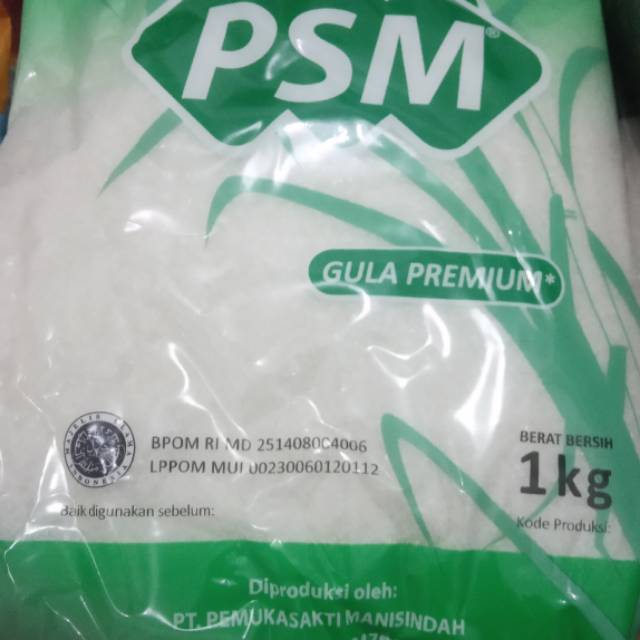 PSM®
GULA PREMIUM*
BPOM RI MD 251408004006
LPPOM MUI 00230060120112
BERAT BERSIH
1kg
Baik digunakan sebelum:
Kode Produksi:
Diproduksi oleh:
PT. PEMUKASAKTI MANISINDAH